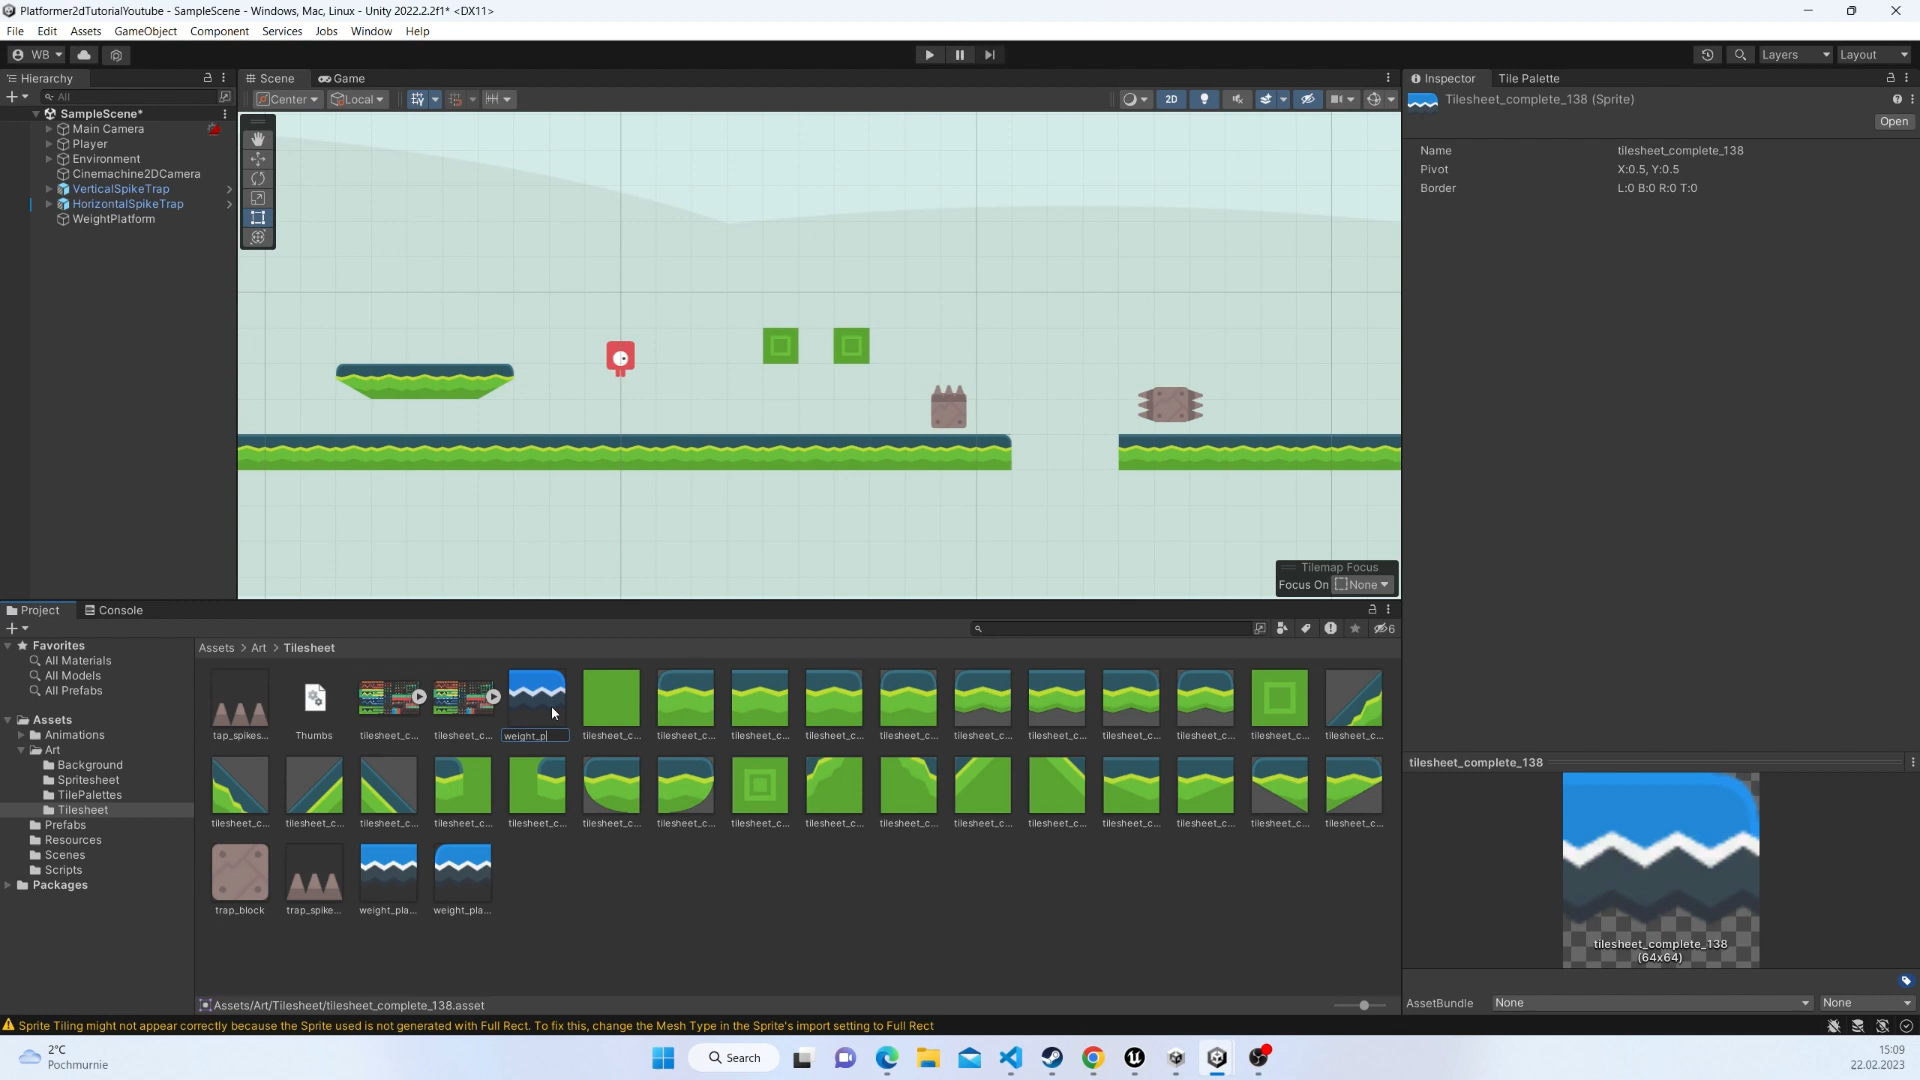 Platformer2dTutorialYoutube - SampleScene - Windows, Mac, Linux - Unity 2022.2.2f1* <DX11>
File Edit Assets GameObject Component Services Jobs Window Help
WB Layers Layout
Hierarchy
All
SampleScene*
Main Camera
Player
Environment
Cinemachine2DCamera
VerticalSpikeTrap
HorizontalSpikeTrap
WeightPlatform
Scene Game
Center Local 2D
Tilemap Focus
Focus On None
Inspector Tile Palette
Tilesheet_complete_138 (Sprite)
Open
Name tilesheet_complete_138
Pivot X:0.5, Y:0.5
Border L:0 B:0 R:0 T:0
Project Console
6
Favorites
All Materials
All Models
All Prefabs
Assets
Animations
Art
Background
Spritesheet
TilePalettes
Tilesheet
Prefabs
Resources
Scenes
Scripts
Packages
Assets > Art > Tilesheet
tap_spikes... Thumbs tilesheet_c... tilesheet_c... weight_p tilesheet_c... tilesheet_c... tilesheet_c... tilesheet_c... tilesheet_c... tilesheet_c... tilesheet_c... tilesheet_c... tilesheet_c... tilesheet_c... tilesheet_c...
tilesheet_c... tilesheet_c... tilesheet_c... tilesheet_c... tilesheet_c... tilesheet_c... tilesheet_c... tilesheet_c... tilesheet_c... tilesheet_c... tilesheet_c... tilesheet_c... tilesheet_c... tilesheet_c... tilesheet_c... tilesheet_c...
trap_block trap_spike... weight_pla... weight_pla...
Assets/Art/Tilesheet/tilesheet_complete_138.asset
tilesheet_complete_138
tilesheet_complete_138
(64x64)
AssetBundle None None
Sprite Tiling might not appear correctly because the Sprite used is not generated with Full Rect. To fix this, change the Mesh Type in the Sprite's import setting to Full Rect
2°C
Pochmurnie
Search
15:09
22.02.2023